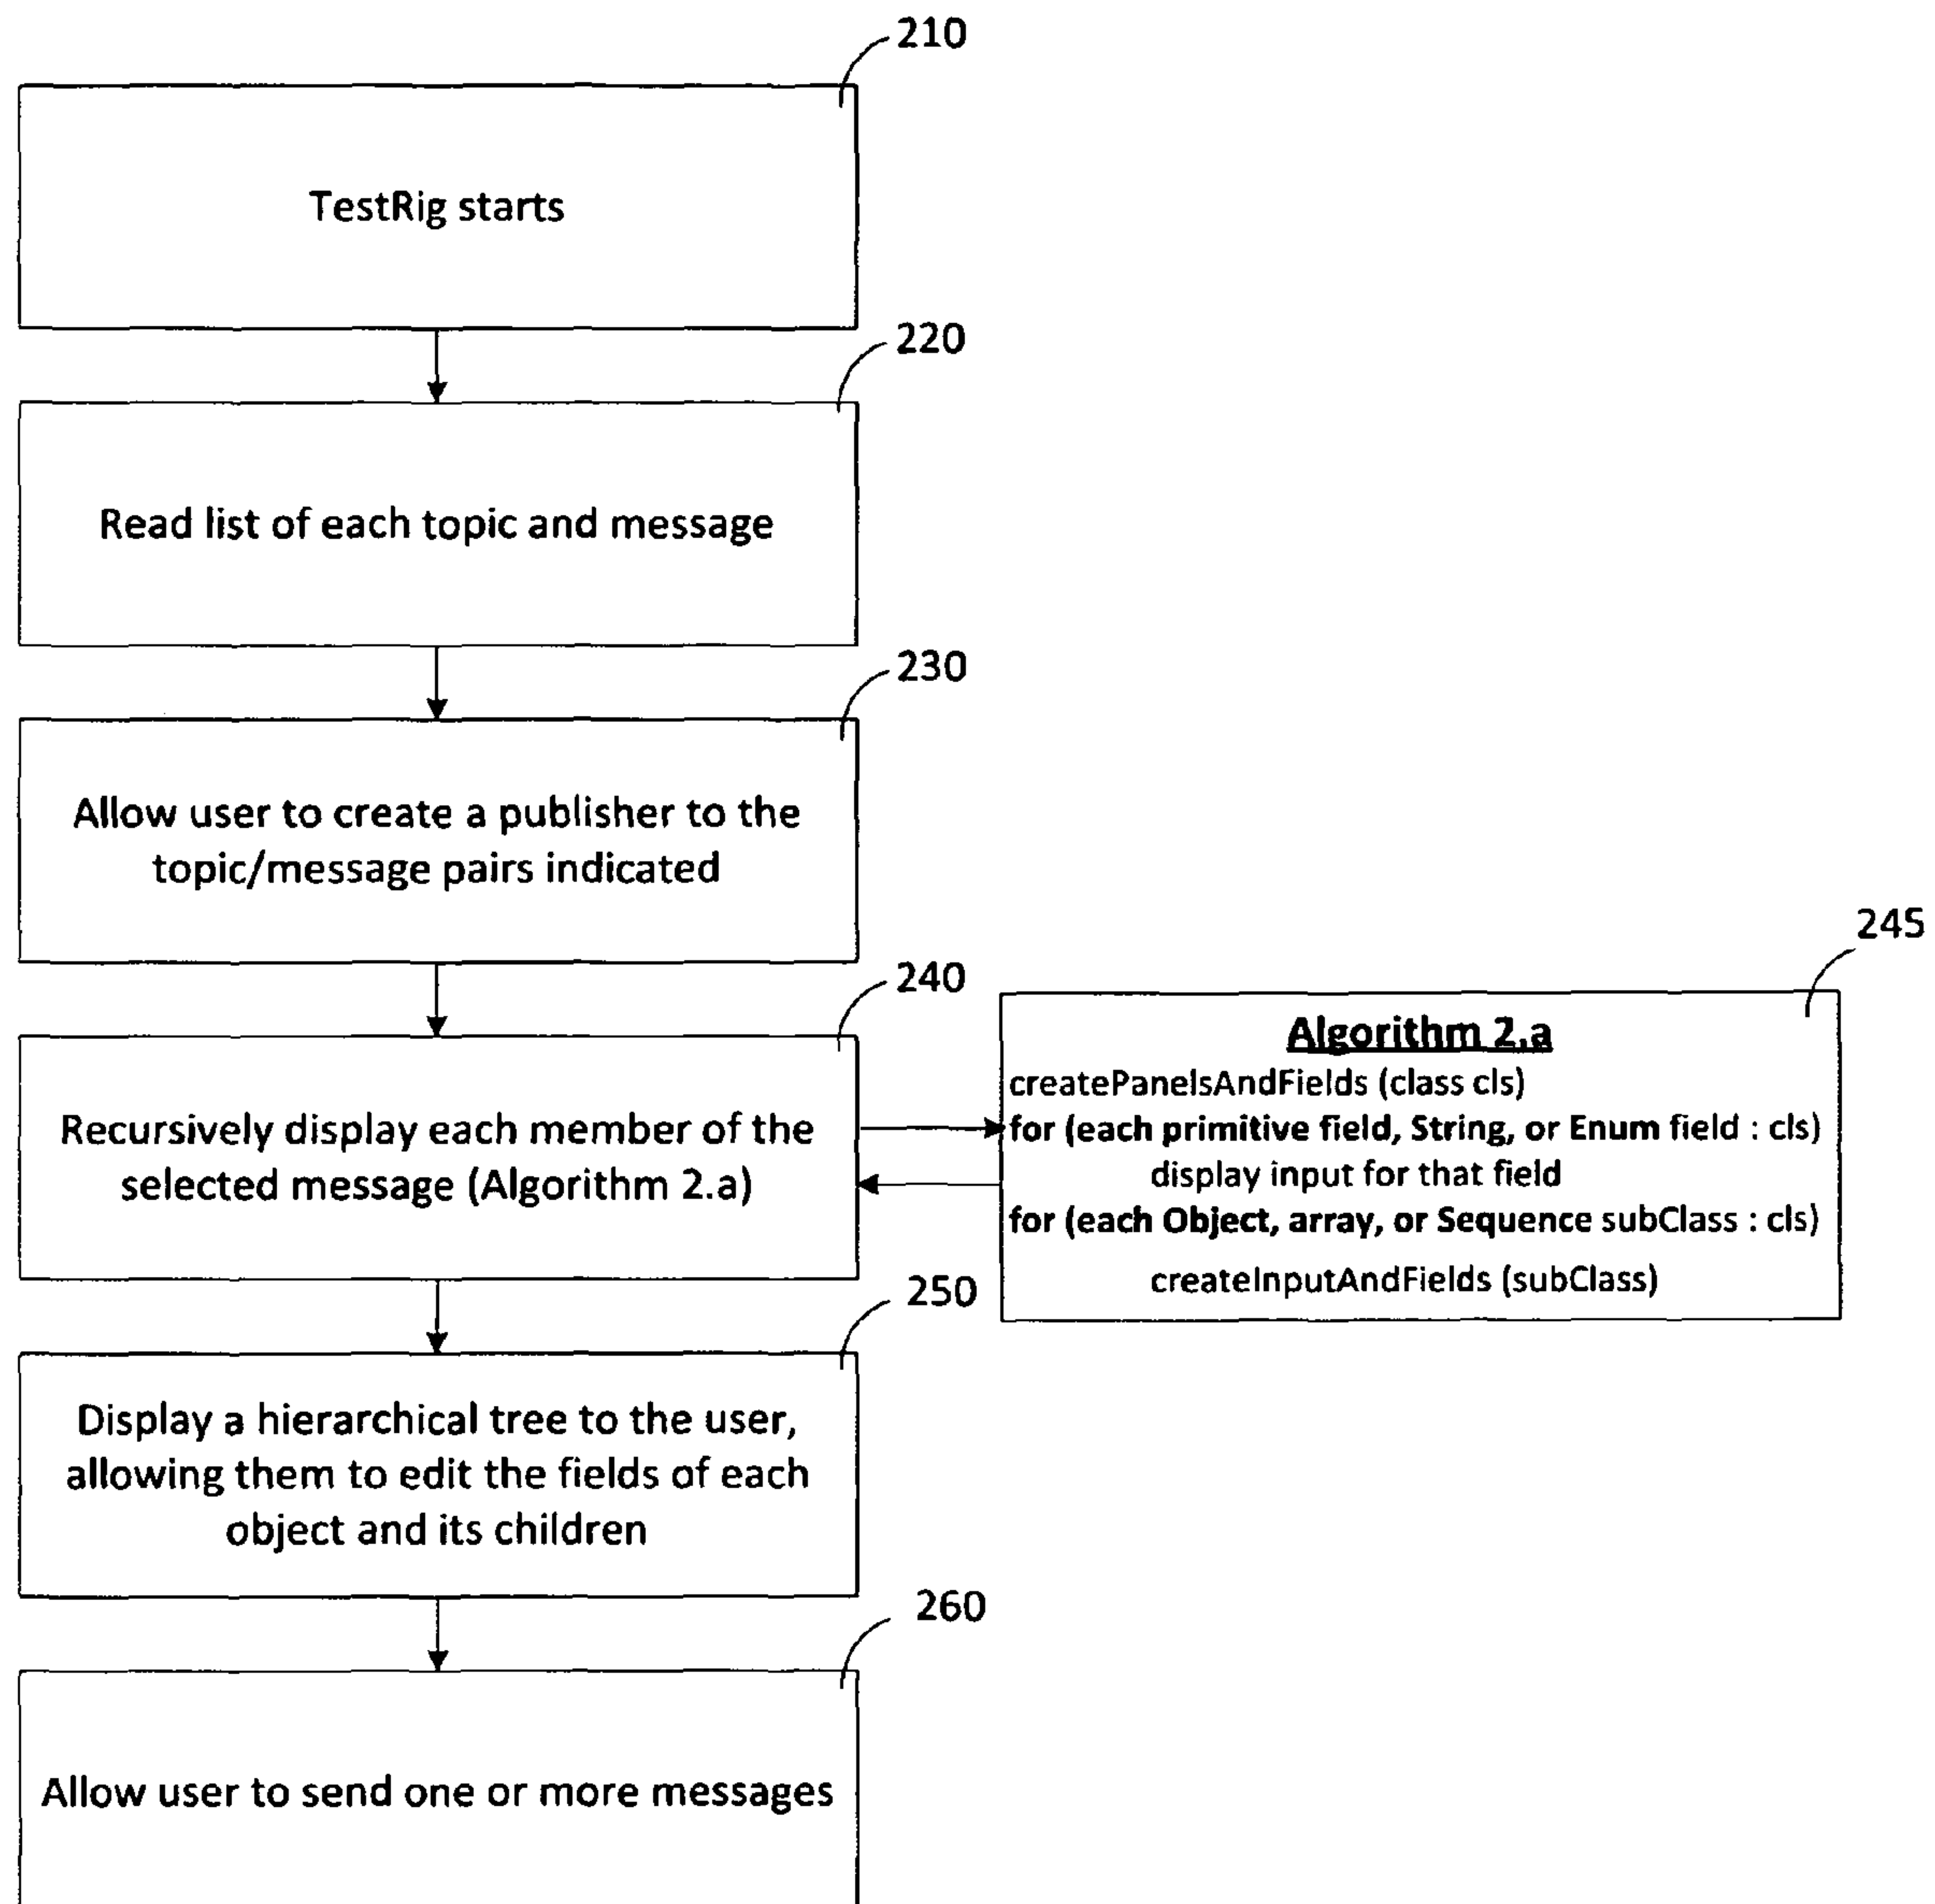 210
TestRig starts
220
Read list of each topic and message
230
Allow user to create a publisher to the
topic/message pairs indicated
240
Recursively display each member of the
selected message (Algorithm 2.a)
245
Algorithm 2.a
createPanelsAndFields (class cls)
for (each primitive field, String, or Enum field : cls)
display input for that field
for (each Object, array, or Sequence subClass : cls)
createInputAndFields (subClass)
250
Display a hierarchical tree to the user,
allowing them to edit the fields of each
object and its children
260
Allow user to send one or more messages